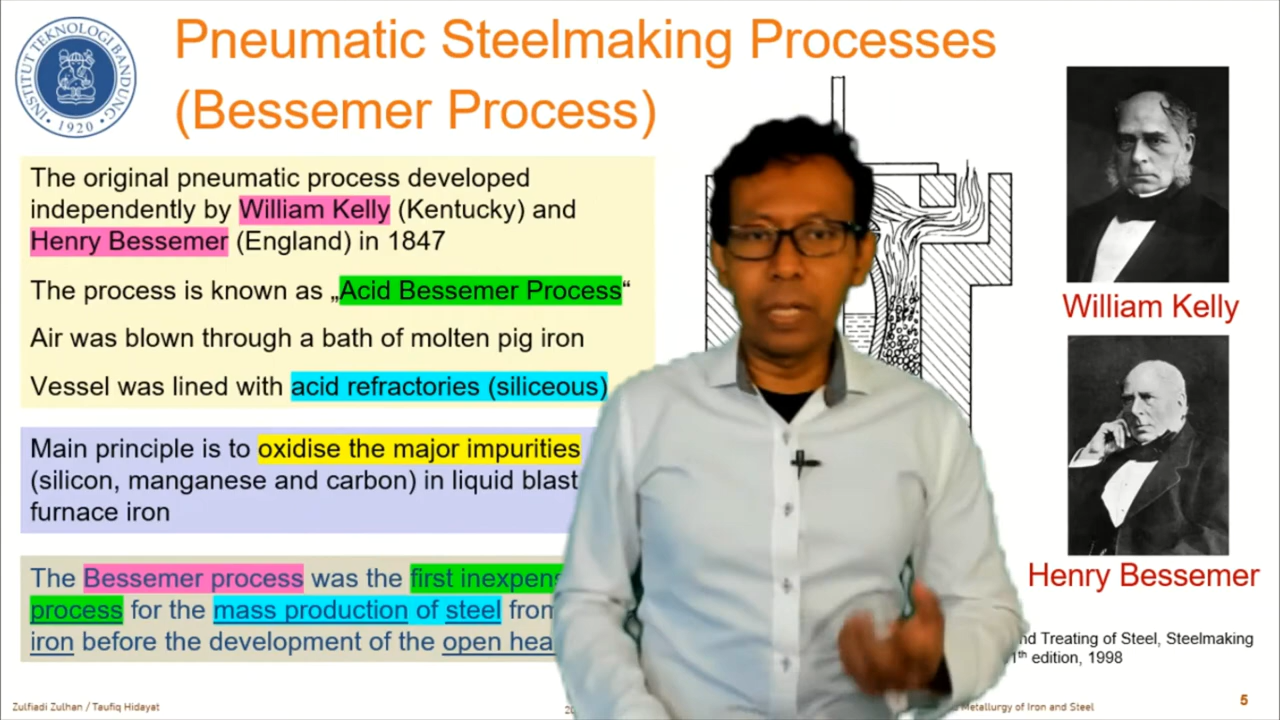 INSTITUT TEKNOLOGI BANDUNG
1920
Pneumatic Steelmaking Processes
(Bessemer Process)
The original pneumatic process developed
independently by William Kelly (Kentucky) and
Henry Bessemer (England) in 1847
The process is known as „Acid Bessemer Process“
Air was blown through a bath of molten pig iron
Vessel was lined with acid refractories (siliceous)
Main principle is to oxidise the major impurities
(silicon, manganese and carbon) in liquid blast
furnace iron
The Bessemer process was the first
process for the mass production of steel from
iron before the development of the open
William Kelly
Henry Bessemer
Treating of Steel, Steelmaking
edition, 1998
Zulfiadi Zulhan / Taufiq Hidayat
Metallurgy of Iron and Steel
5